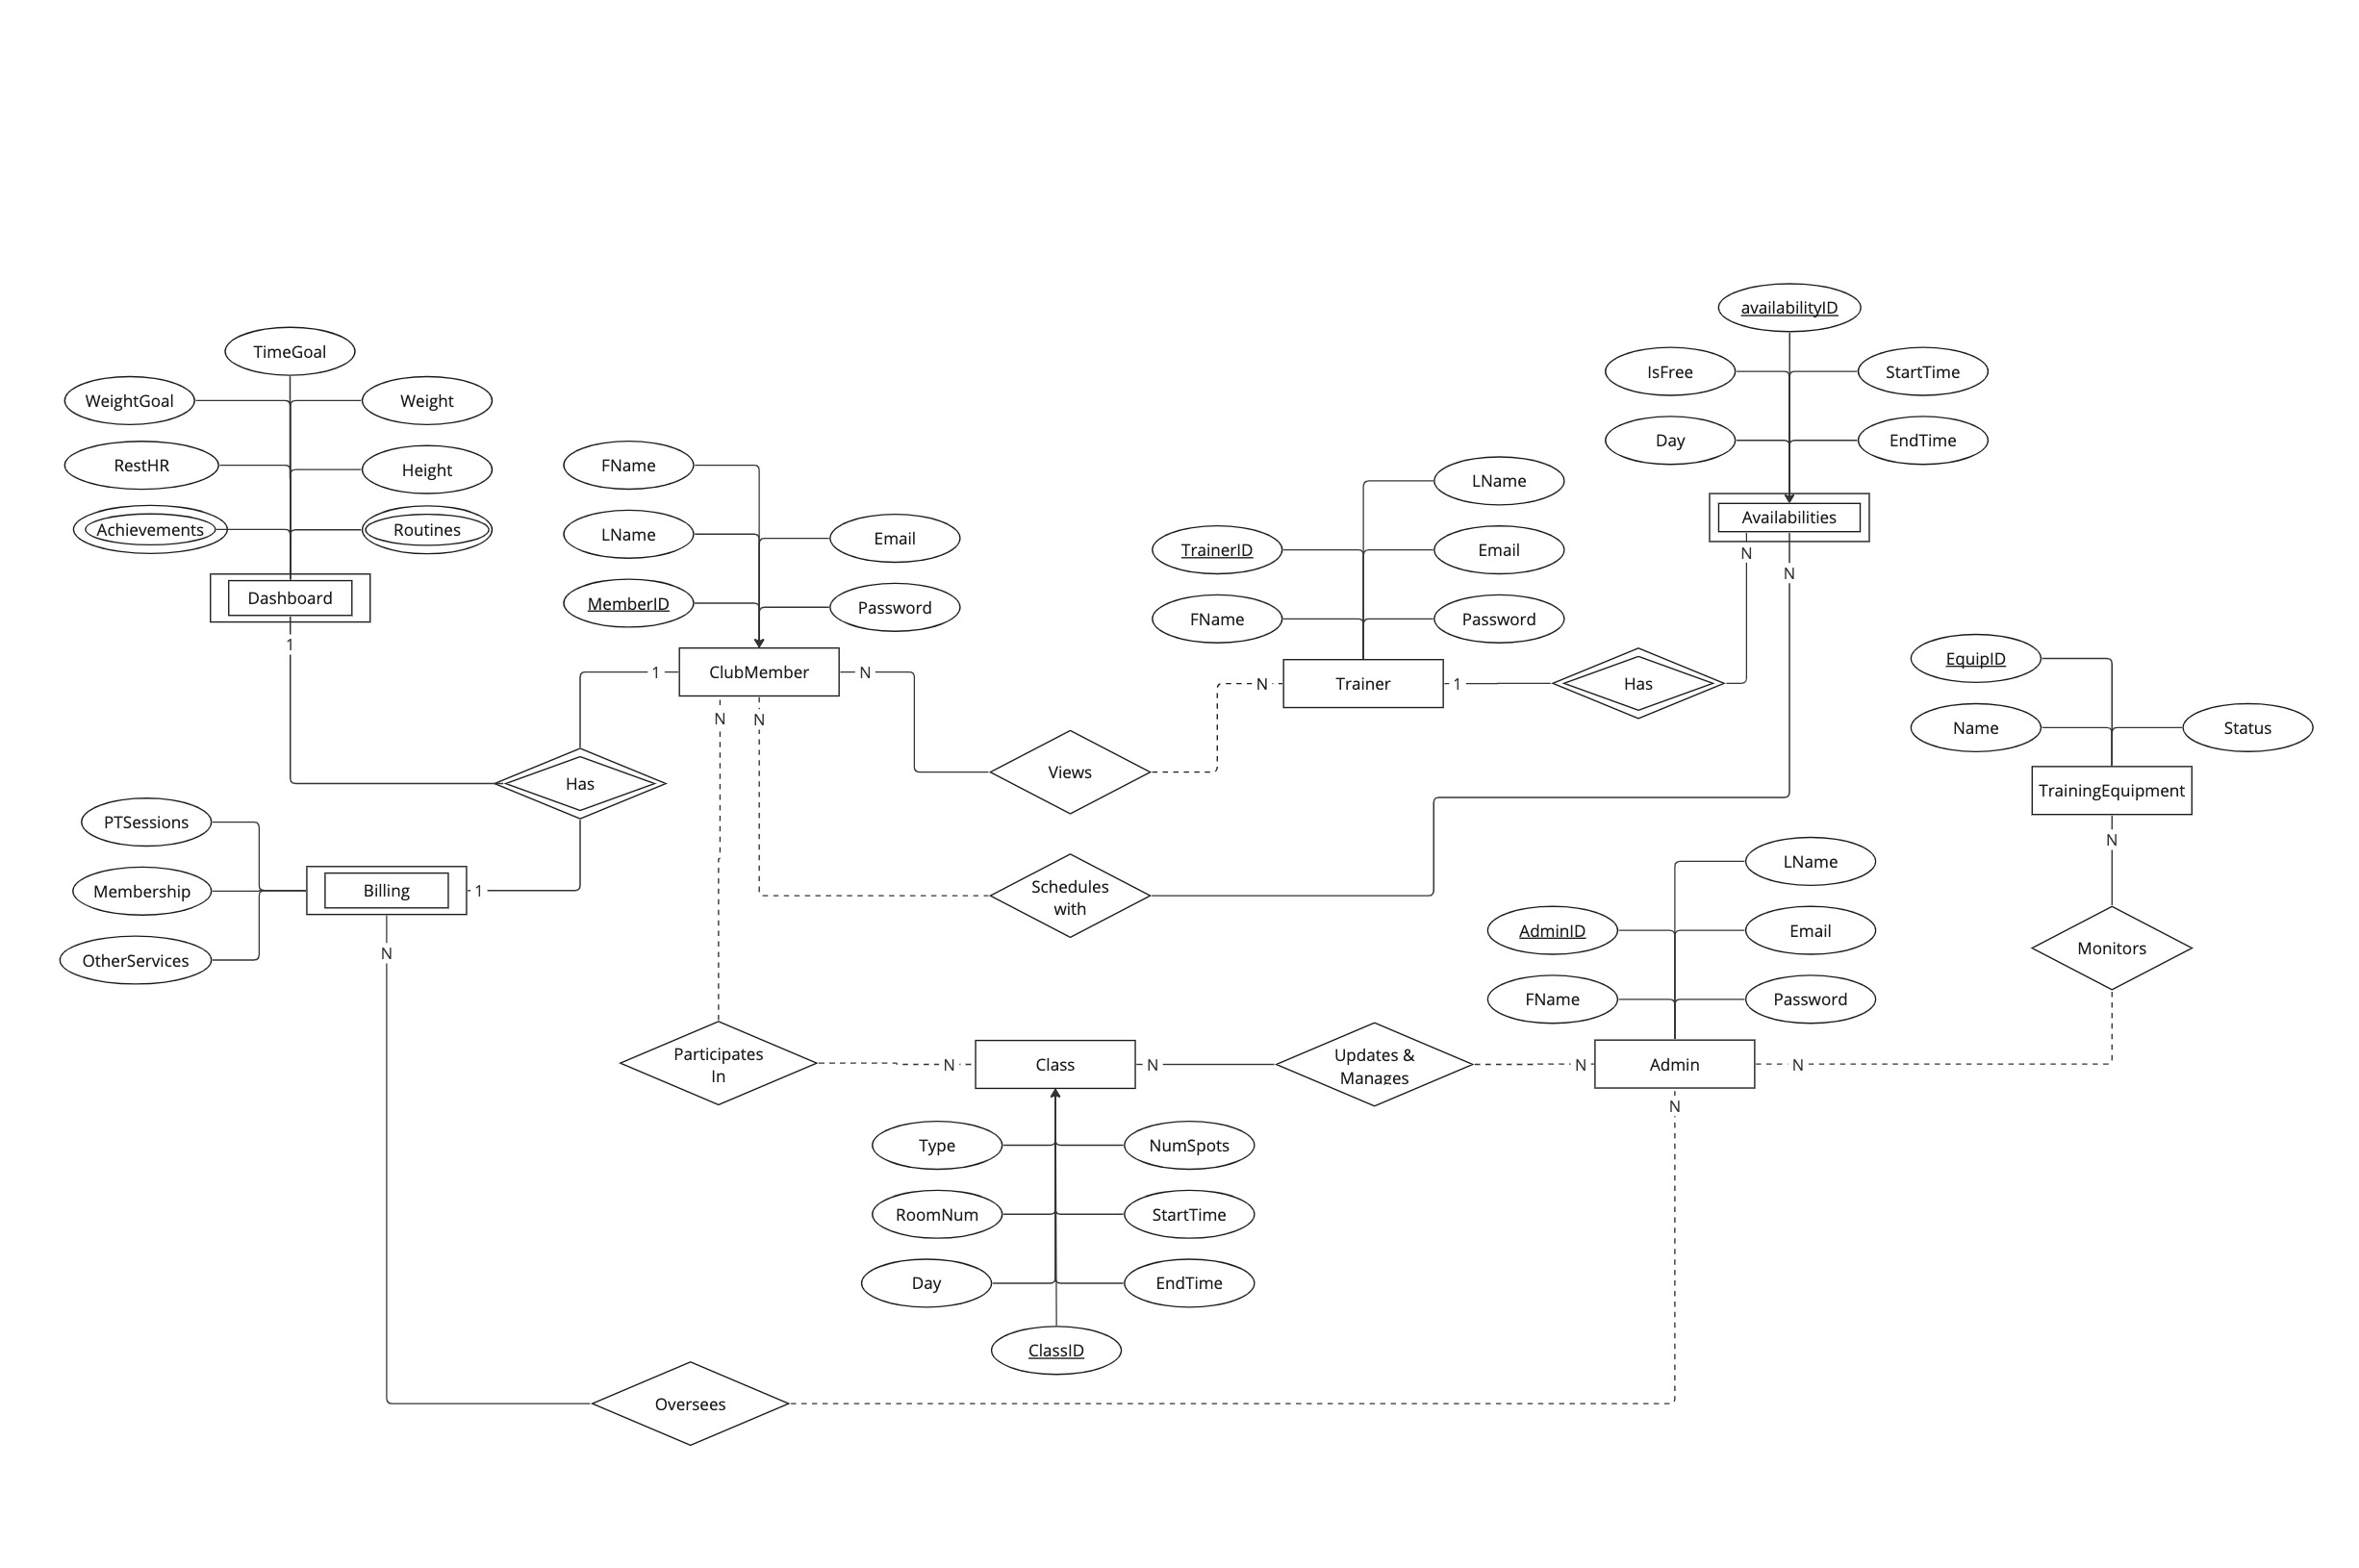 availabilityID
TimeGoal
IsFree
StartTime
WeightGoal
Weight
Day
EndTime
RestHR
Height
FName
LName
Email
LName
Achievements
Routines
Availabilities
TrainerID
Email
N
N
Dashboard
MemberID
Password
FName
Password
1
1
ClubMember
N
N
Trainer
1
Has
EquipID
N
N
Name
Status
Has
Views
TrainingEquipment
PTSessions
N
LName
Membership
Billing
1
Schedules
with
AdminID
Email
Monitors
OtherServices
N
FName
Password
Participates
In
N
Class
N
Updates &
Manages
N
Admin
N
N
Type
NumSpots
RoomNum
StartTime
Day
EndTime
ClassID
Oversees